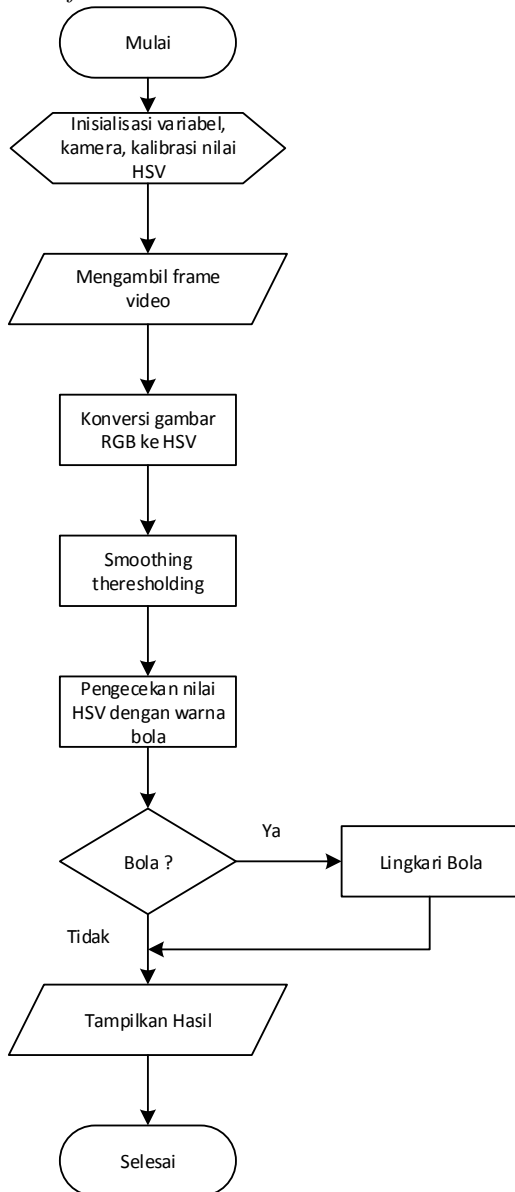 Mulai
Inisialisasi variabel,
kamera, kalibrasi nilai
HSV
Mengambil frame
video
Konversi gambar
RGB ke HSV
Smoothing
theresholding
Pengecekan nilai
HSV dengan warna
bola
Bola ?
Ya
Lingkari Bola
Tidak
Tampilkan Hasil
Selesai